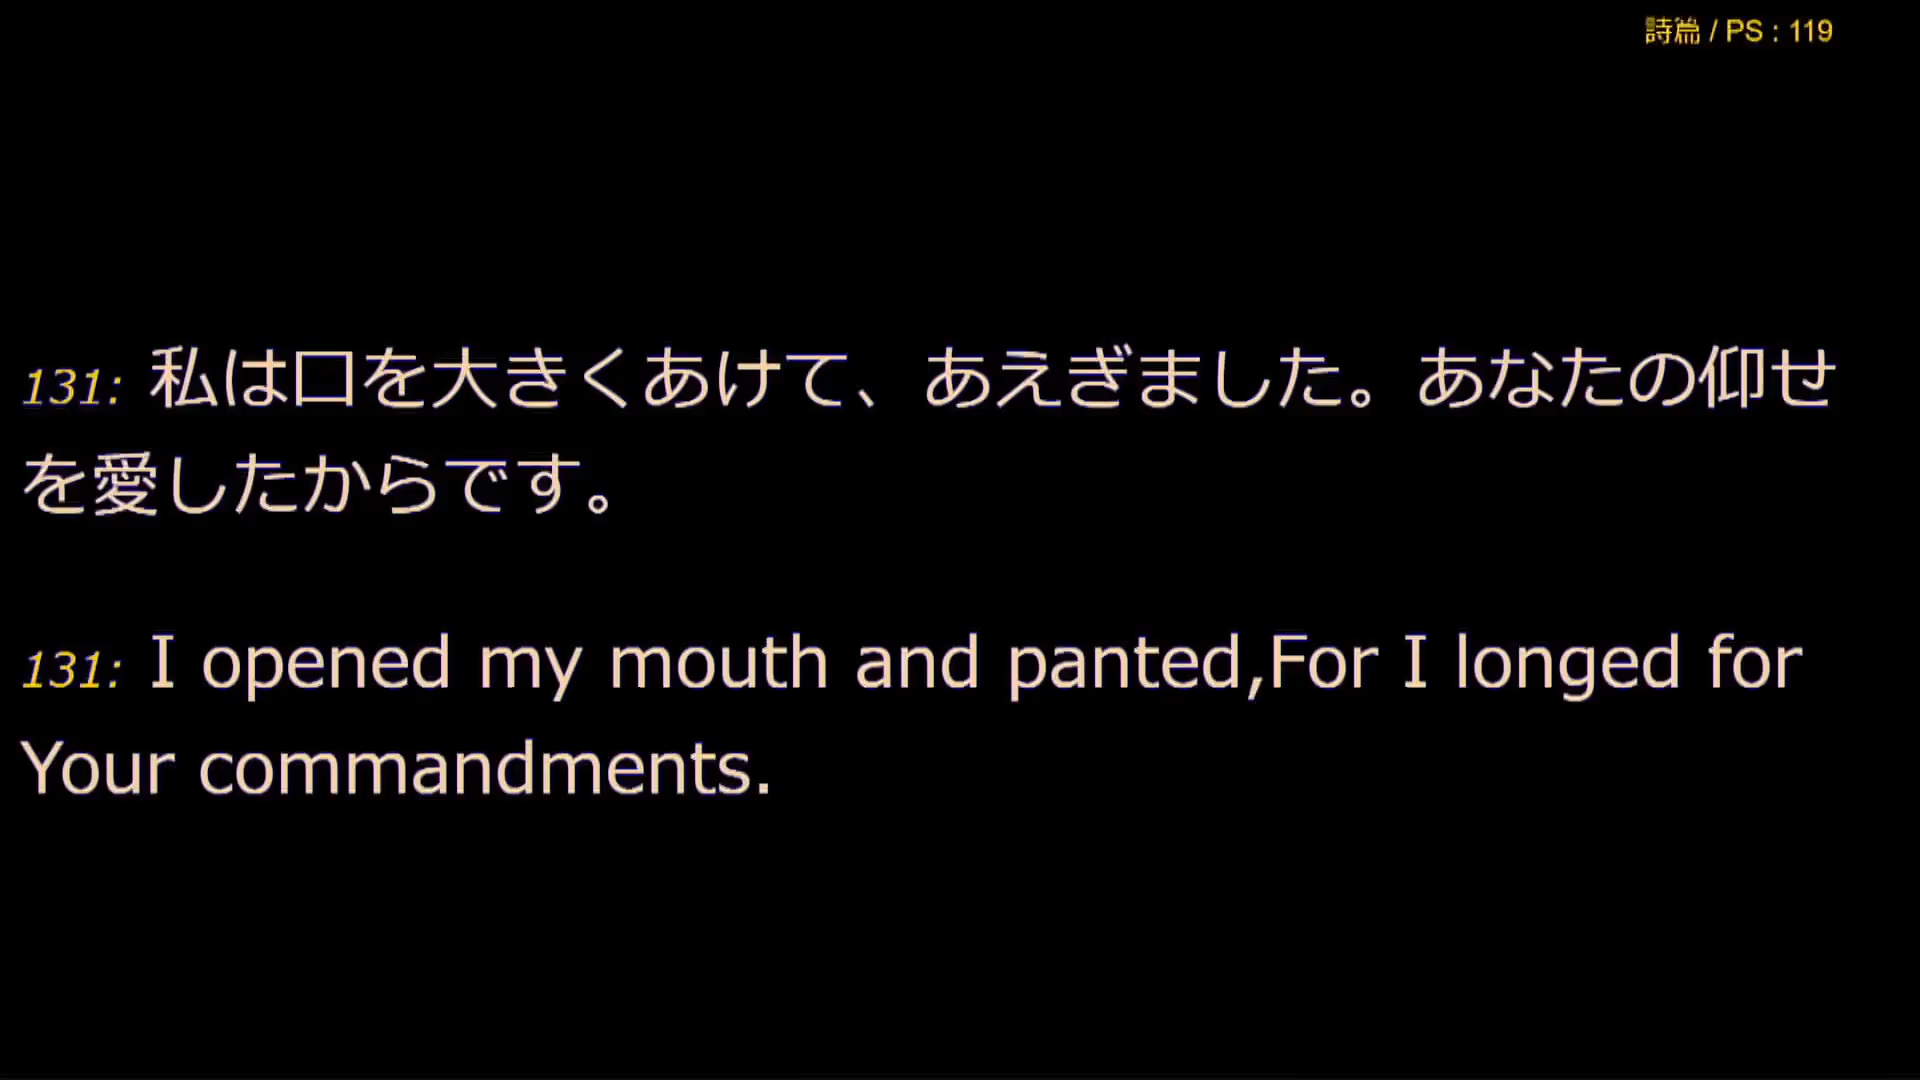 詩篇 / PS : 119
131: 私は口を大きくあけて、あえぎました。あなたの仰せ
を愛したからです。
131: I opened my mouth and panted,For I longed for
Your commandments.